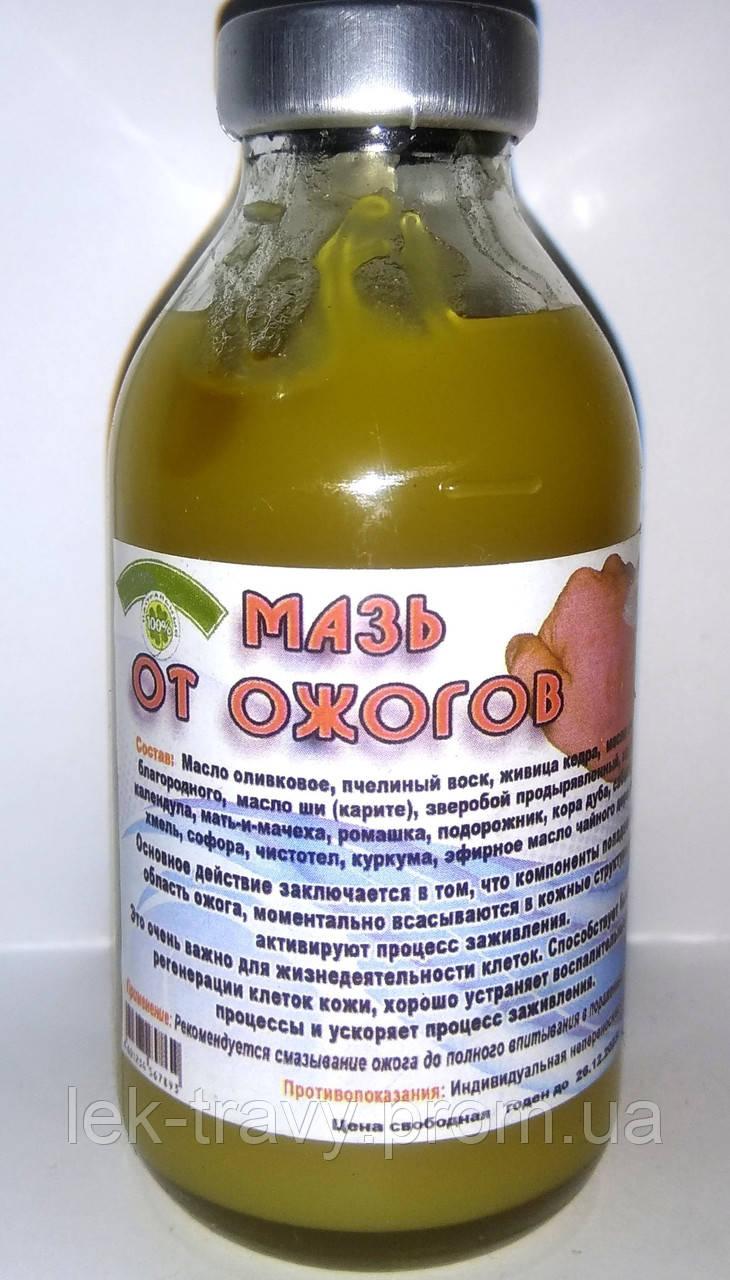 100%
МАЗЬ
ОТ ОЖОГОВ
Состав: Масло оливковое, пчелиный воск, живица кедра,
благородного, масло ши (карите), зверобой продырявленный,
календула, мать-и-мачеха, ромашка, подорожник, кора дуба,
хмель, софора, чистотел, куркума, эфирное масло чайного
Основное действие заключается в том, что компоненты
область ожога, моментально всасываются в кожные
активируют процесс заживления.
Это очень важно для жизнедеятельности клеток. Способствует
регенерации клеток кожи, хорошо устраняет
процессы и ускоряет процесс заживления.
Применение: Рекомендуется смазывание ожога до полного впитывания в
Противопоказания: Индивидуальная
Цена свободная годен до 26.12.
lek-travy.prom.ua